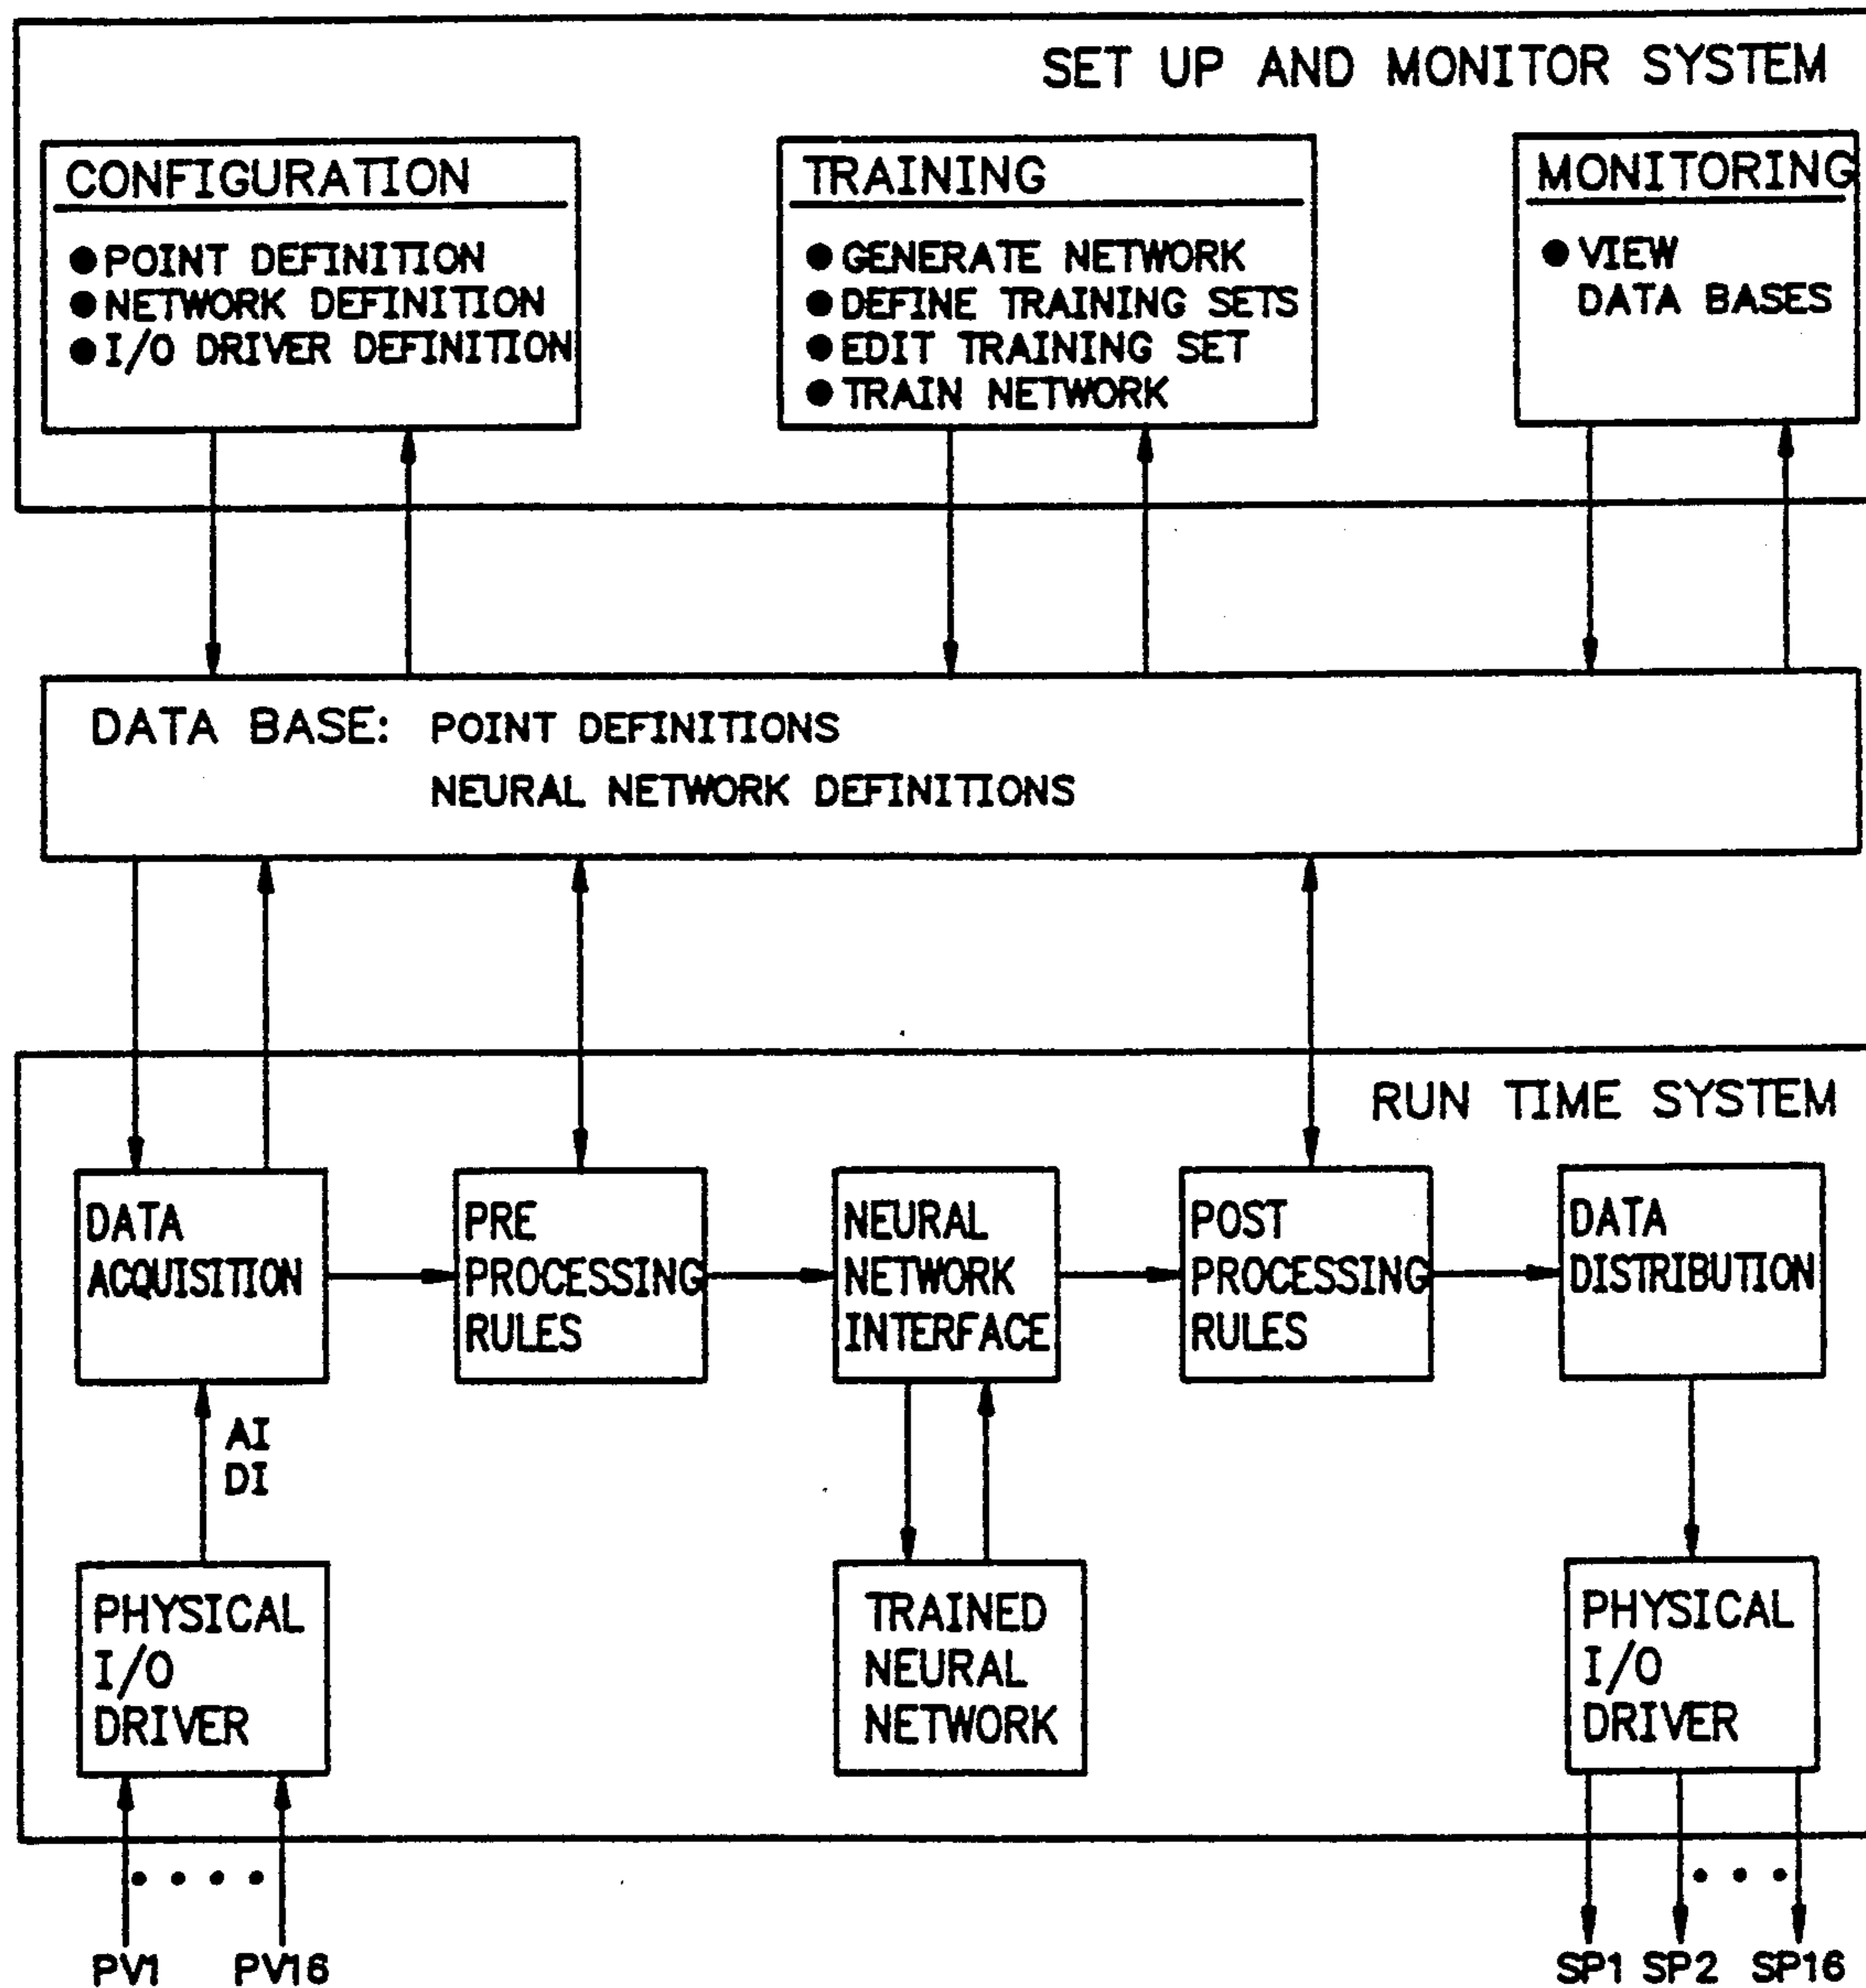 SET UP AND MONITOR SYSTEM
CONFIGURATION
●POINT DEFINITION
●NETWORK DEFINITION
●I/O DRIVER DEFINITION
TRAINING
●GENERATE NETWORK
●DEFINE TRAINING SETS
●EDIT TRAINING SET
●TRAIN NETWORK
MONITORING
●VIEW
DATA BASES
DATA BASE: POINT DEFINITIONS
NEURAL NETWORK DEFINITIONS
RUN TIME SYSTEM
DATA
ACQUISITION
PRE
PROCESSING
RULES
NEURAL
NETWORK
INTERFACE
POST
PROCESSING
RULES
DATA
DISTRIBUTION
AI
DI
PHYSICAL
I/O
DRIVER
TRAINED
NEURAL
NETWORK
PHYSICAL
I/O
DRIVER
PV1 PV16
SP1 SP2 SP16